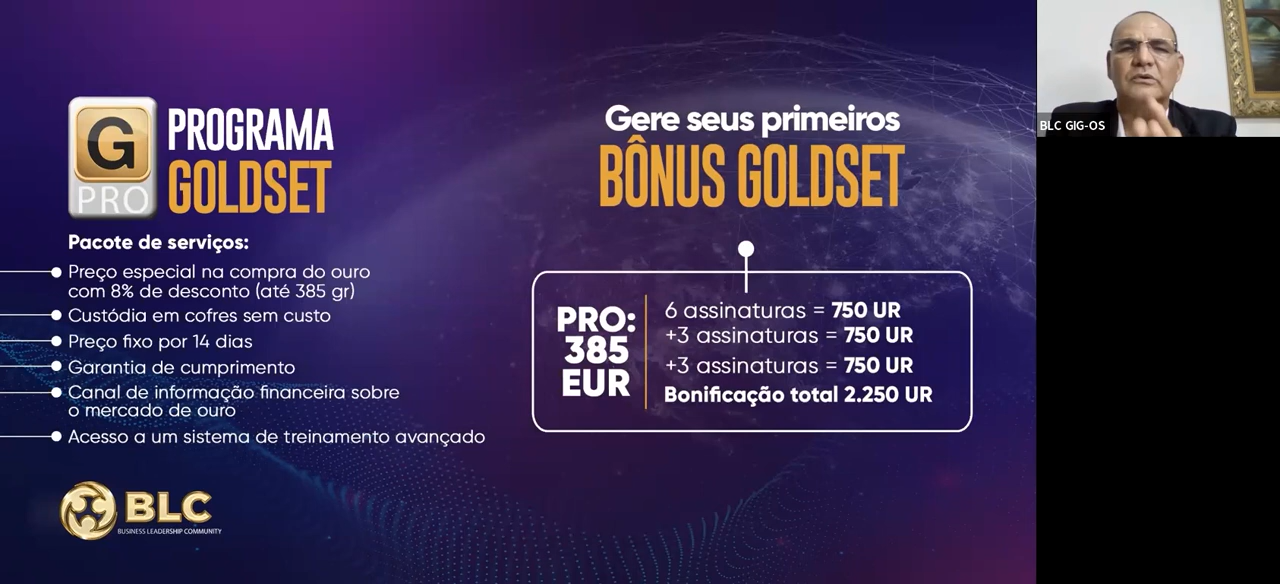 G
PRO
PROGRAMA
GOLDSET
Pacote de serviços:
Preço especial na compra do ouro
com 8% de desconto (até 385 gr)
Custódia em cofres sem custo
Preço fixo por 14 dias
Garantia de cumprimento
Canal de informação financeira sobre
o mercado de ouro
Acesso a um sistema de treinamento avançado
BLC
BUSINESS LEADERSHIP COMMUNITY
Gere seus primeiros
BÔNUS GOLDSET
PRO:
385
EUR
6 assinaturas = 750 UR
+3 assinaturas = 750 UR
+3 assinaturas = 750 UR
Bonificação total 2.250 UR
BLC GIG-OS